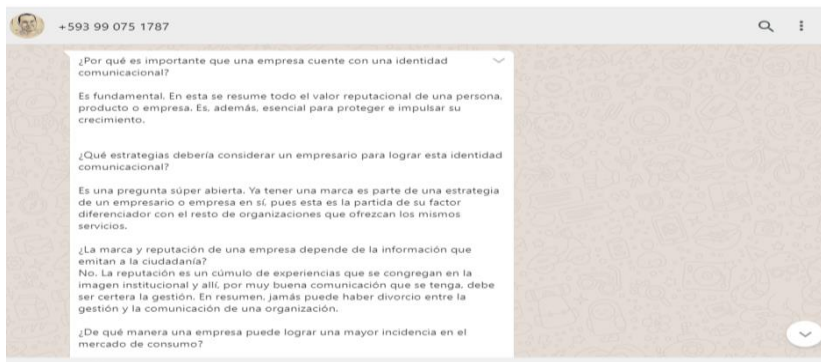 +593 99 075 1787
¿Por qué es importante que una empresa cuente con una identidad
comunicacional?
Es fundamental. En esta se resume todo el valor reputacional de una persona,
producto o empresa. Es, además, esencial para proteger e impulsar su
crecimiento.
¿Qué estrategias debería considerar un empresario para lograr esta identidad
comunicacional?
Es una pregunta súper abierta. Ya tener una marca es parte de una estrategia
de un empresario o empresa en sí, pues esta es la partida de su factor
diferenciador con el resto de organizaciones que ofrezcan los mismos
servicios.
¿La marca y reputación de una empresa depende de la información que
emitan a la ciudadanía?
No. La reputación es un cúmulo de experiencias que se congregan en la
imagen institucional y allí, por muy buena comunicación que se tenga, debe
ser certera la gestión. En resumen, jamás puede haber divorcio entre la
gestión y la comunicación de una organización.
¿De qué manera una empresa puede lograr una mayor incidencia en el
mercado de consumo?